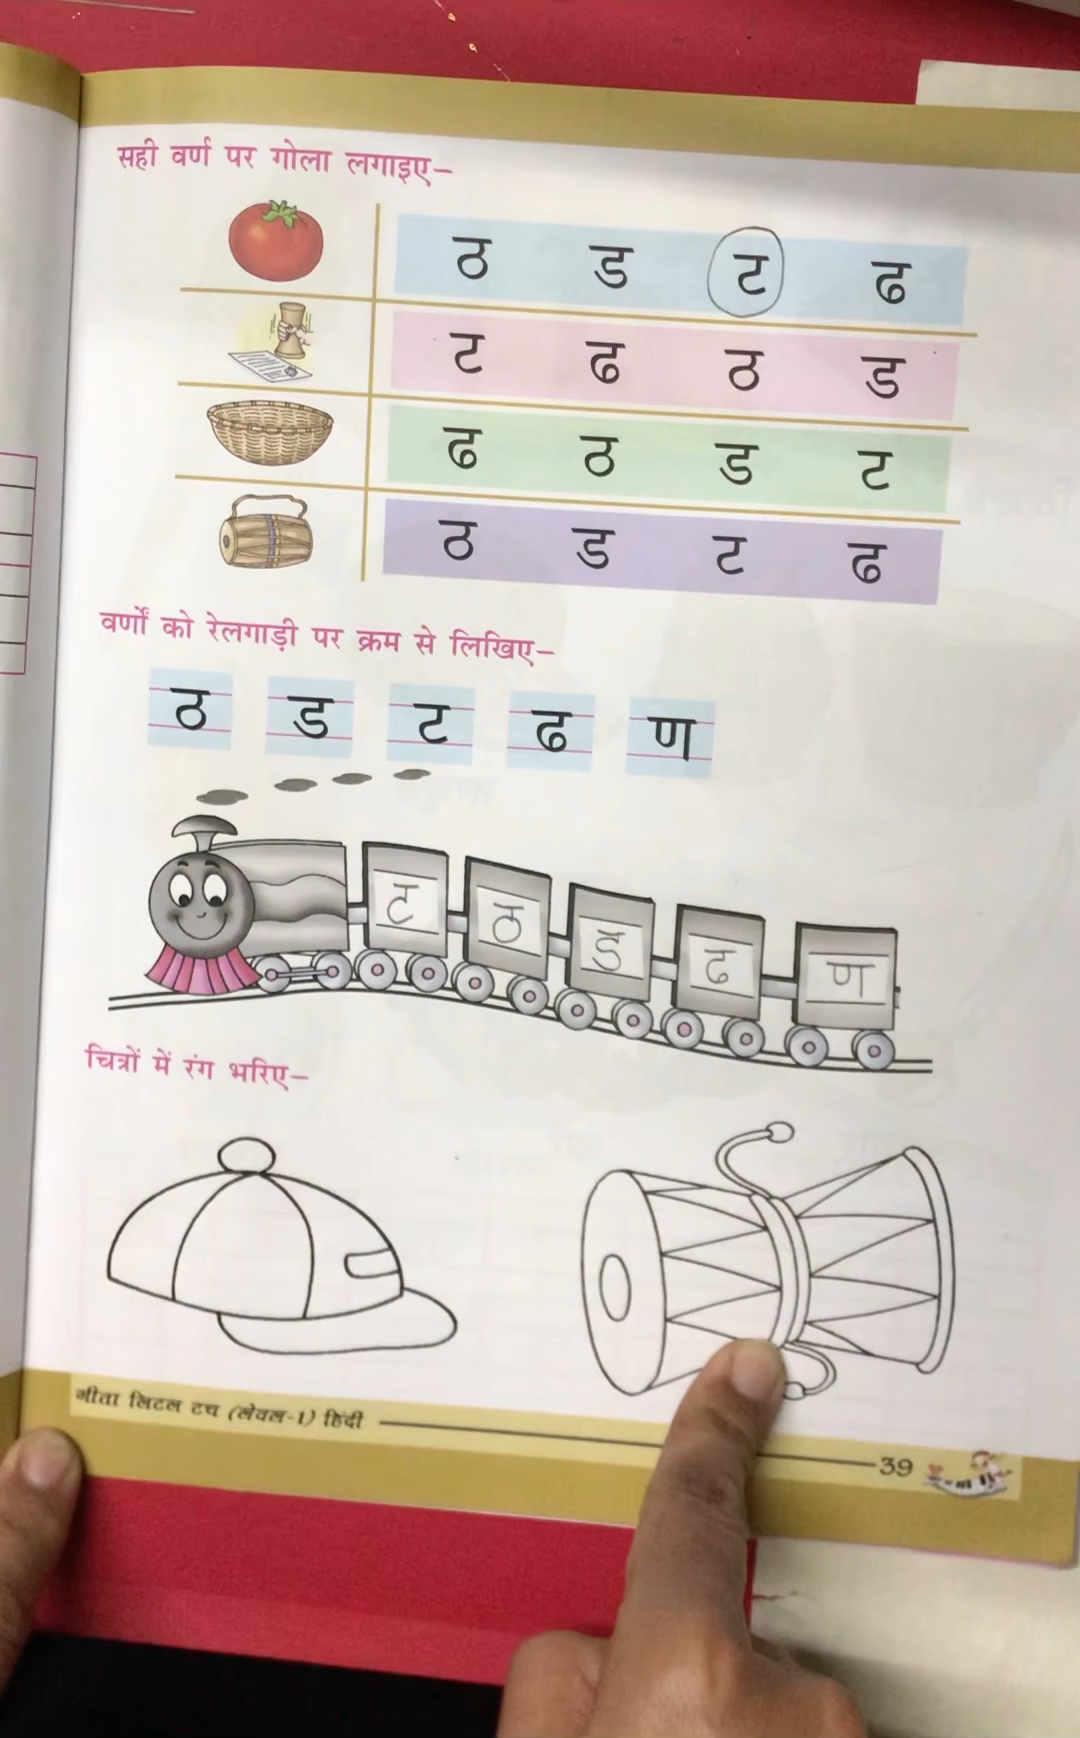 सही वर्ण पर गोला लगाइए–
ठ ड ट ढ
ट ढ ठ ड
ढ ठ ड ट
ठ ड ट ढ
वर्णों को रेलगाड़ी पर क्रम से लिखिए–
ठ ड ट ढ ण
ट ठ ड ढ ण
चित्रों में रंग भरिए–
गीता लिटल टच (लेवल-1) हिंदी
39